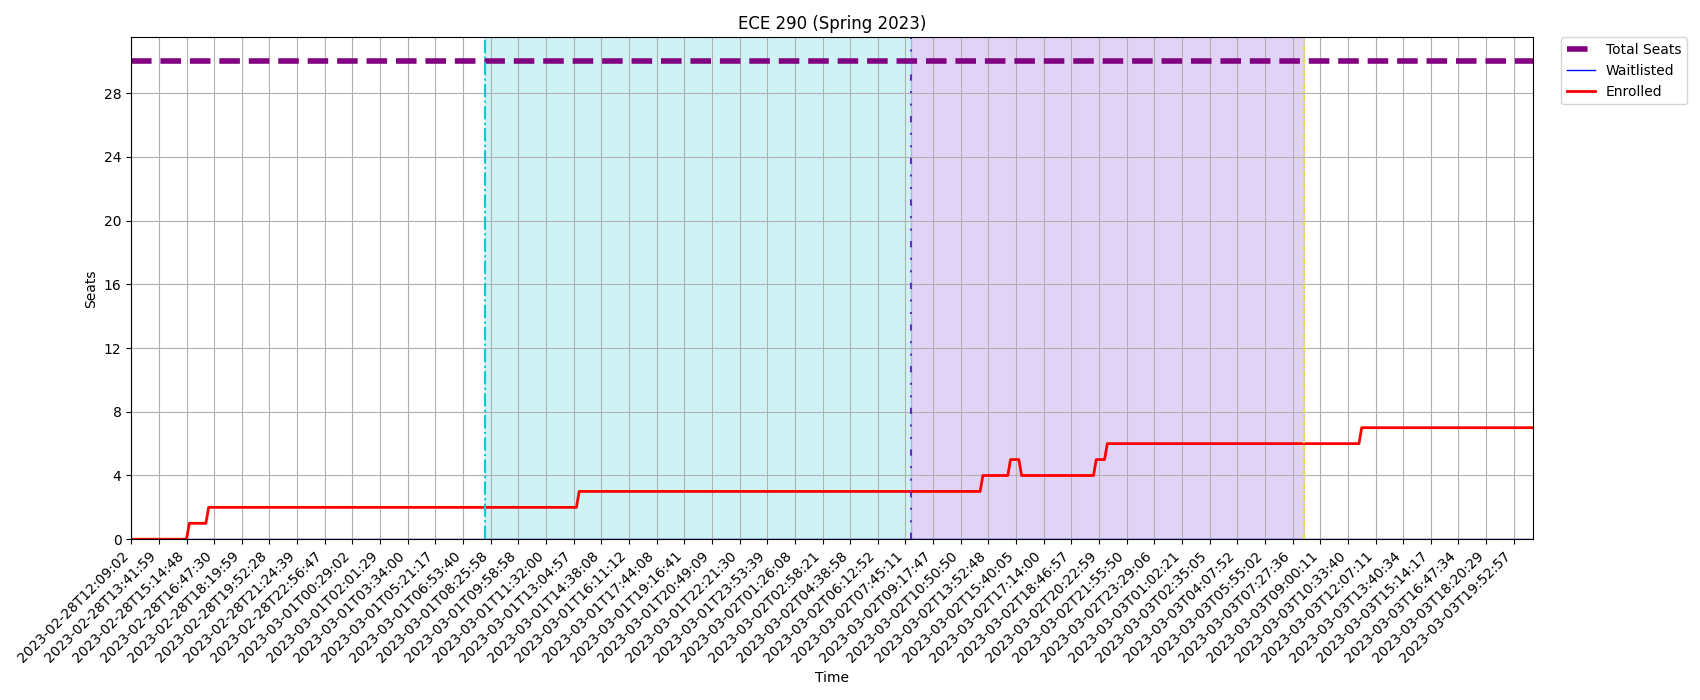 ECE 290 (Spring 2023)
Total Seats
Waitlisted
Enrolled
Seats
28
24
20
16
12
8
4
0
2023-02-28T12:09:02
2023-02-28T13:41:59
2023-02-28T15:14:48
2023-02-28T16:47:30
2023-02-28T18:19:59
2023-02-28T19:52:28
2023-02-28T21:24:39
2023-02-28T22:56:47
2023-03-01T00:29:02
2023-03-01T02:01:29
2023-03-01T03:34:00
2023-03-01T05:21:17
2023-03-01T06:53:40
2023-03-01T08:25:58
2023-03-01T09:58:58
2023-03-01T11:32:00
2023-03-01T13:04:57
2023-03-01T14:38:08
2023-03-01T16:11:12
2023-03-01T17:44:08
2023-03-01T19:16:41
2023-03-01T20:49:09
2023-03-01T22:21:30
2023-03-01T23:53:39
2023-03-02T01:26:08
2023-03-02T02:58:21
2023-03-02T04:38:58
2023-03-02T06:12:52
2023-03-02T07:45:11
2023-03-02T09:17:47
2023-03-02T10:50:50
2023-03-02T13:52:48
2023-03-02T15:40:05
2023-03-02T17:14:00
2023-03-02T18:46:57
2023-03-02T20:22:59
2023-03-02T21:55:50
2023-03-02T23:29:06
2023-03-03T01:02:21
2023-03-03T02:35:05
2023-03-03T04:07:52
2023-03-03T05:55:02
2023-03-03T07:27:36
2023-03-03T09:00:11
2023-03-03T10:33:40
2023-03-03T12:07:11
2023-03-03T13:40:34
2023-03-03T15:14:17
2023-03-03T16:47:34
2023-03-03T18:20:29
2023-03-03T19:52:57
Time